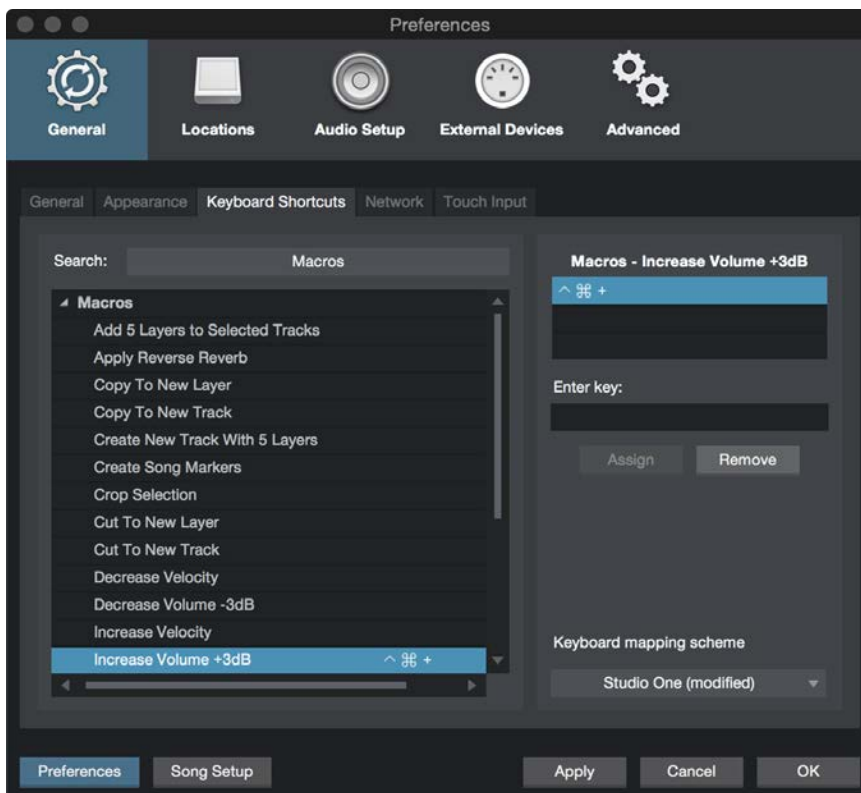 Preferences
General Locations Audio Setup External Devices Advanced
General Appearance Keyboard Shortcuts Network Touch Input
Search: Macros
Macros
Add 5 Layers to Selected Tracks
Apply Reverse Reverb
Copy To New Layer
Copy To New Track
Create New Track With 5 Layers
Create Song Markers
Crop Selection
Cut To New Layer
Cut To New Track
Decrease Velocity
Decrease Volume -3dB
Increase Velocity
Increase Volume +3dB ^ ⌘ +
Macros - Increase Volume +3dB
^ ⌘ +
Enter key:
Assign Remove
Keyboard mapping scheme
Studio One (modified)
Preferences Song Setup Apply Cancel OK